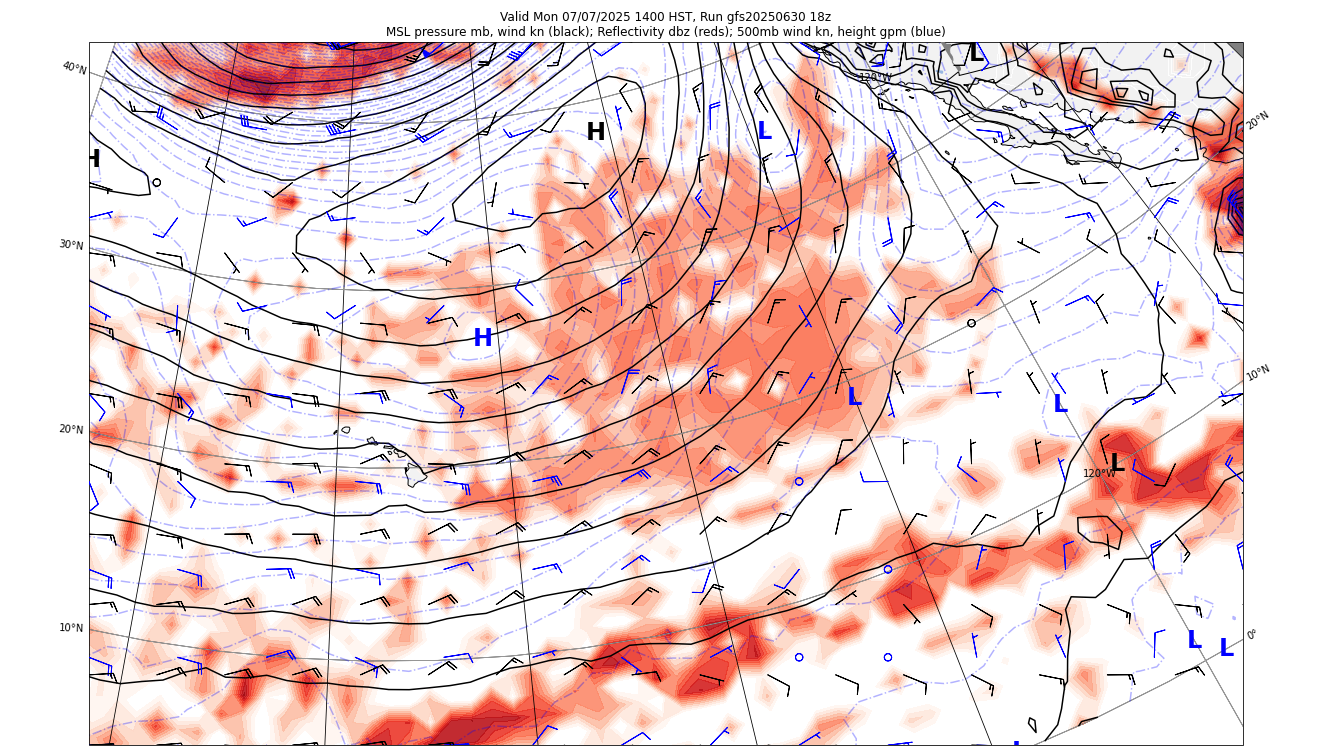 Valid Mon 07/07/2025 1400 HST, Run gfs20250630 18z
MSL pressure mb, wind kn (black); Reflectivity dbz (reds); 500mb wind kn, height gpm (blue)
L
40°N
120°W
20°N
H
L
H
30°N
H
10°N
L
L
20°N
L
120°W
10°N
0°
L
L